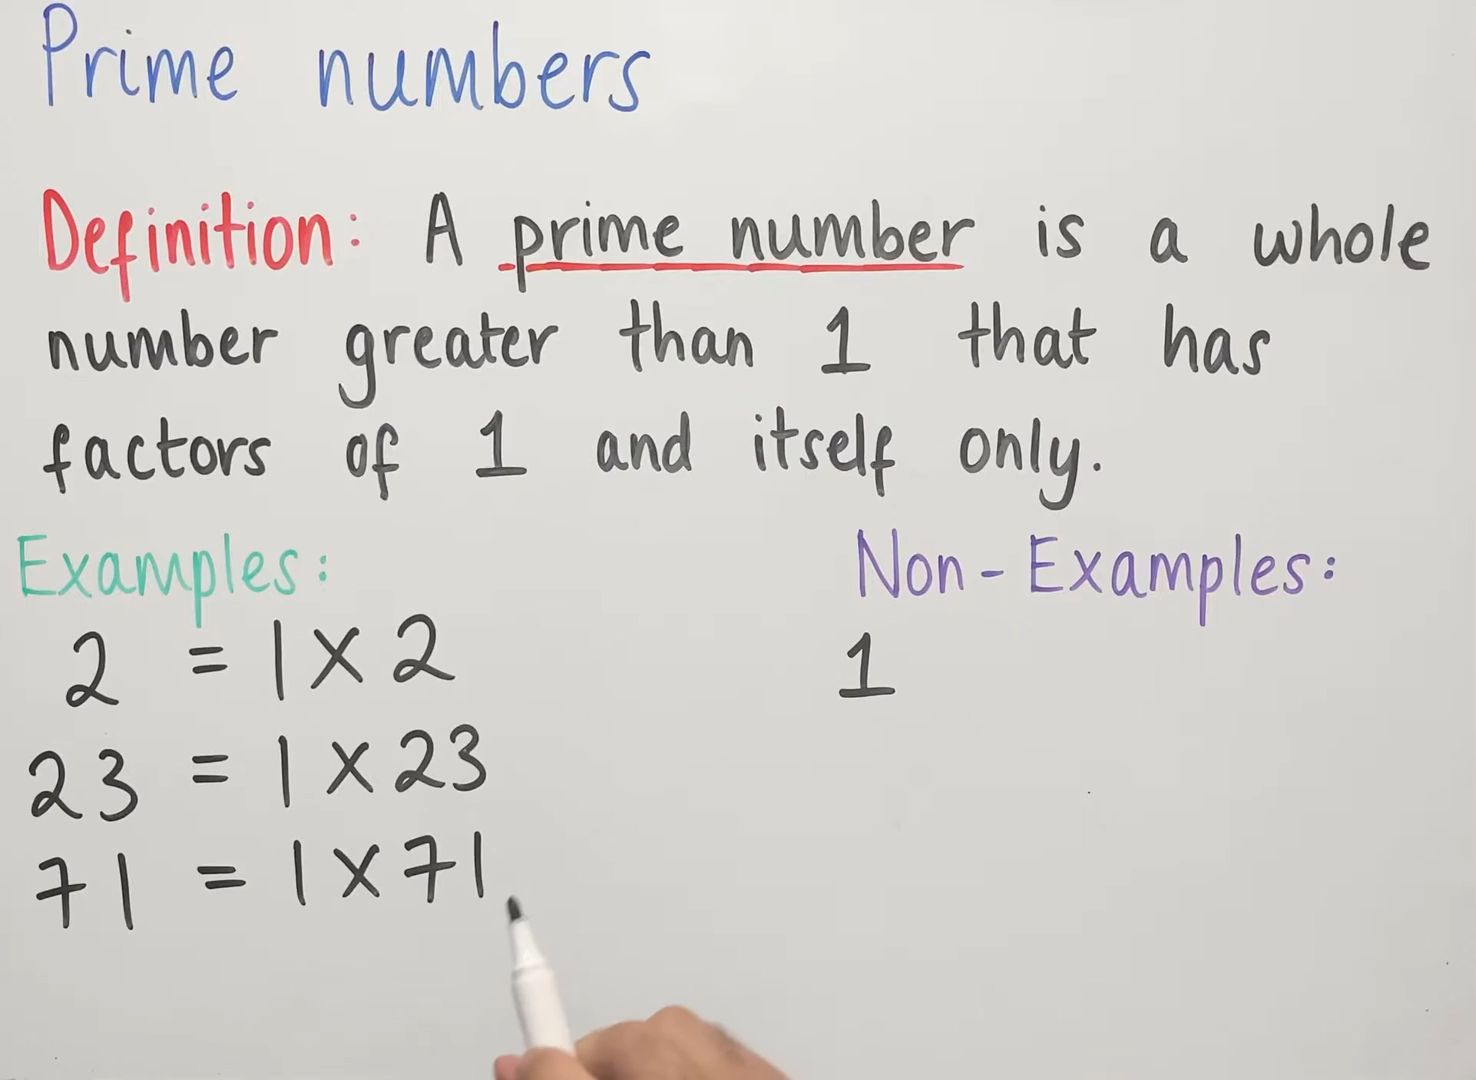 Prime numbers
Definition: A prime number is a whole
number greater than 1 that has
factors of 1 and itself only.
Examples:
2 = 1 × 2
23 = 1 × 23
71 = 1 × 71
Non-Examples:
1